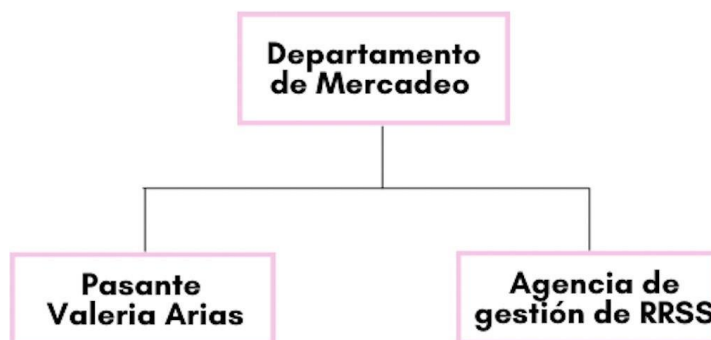 Departamento
de Mercadeo
Pasante
Valeria Arias
Agencia de
gestión de RRSS